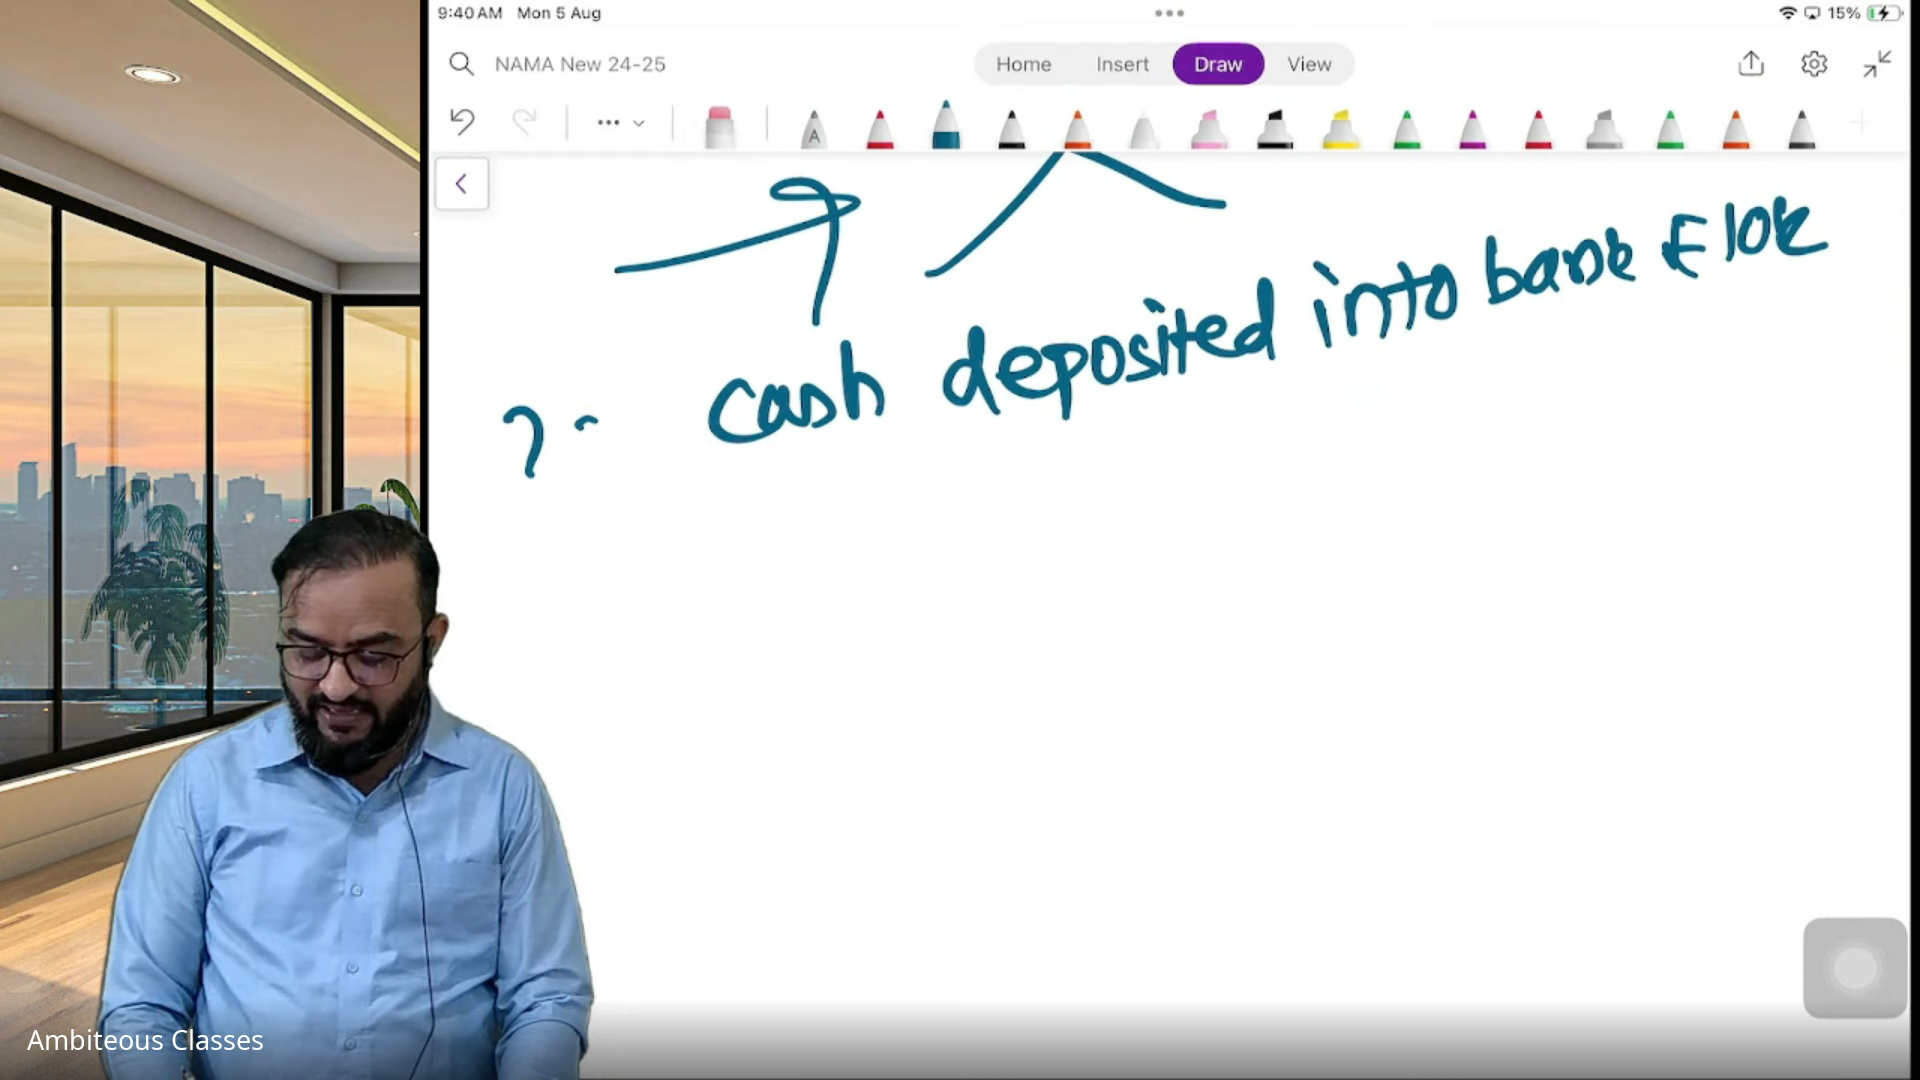 9:40 AM Mon 5 Aug
15%
NAMA New 24-25
Home Insert Draw View
A
cash deposited into bank £10k
Ambiteous Classes